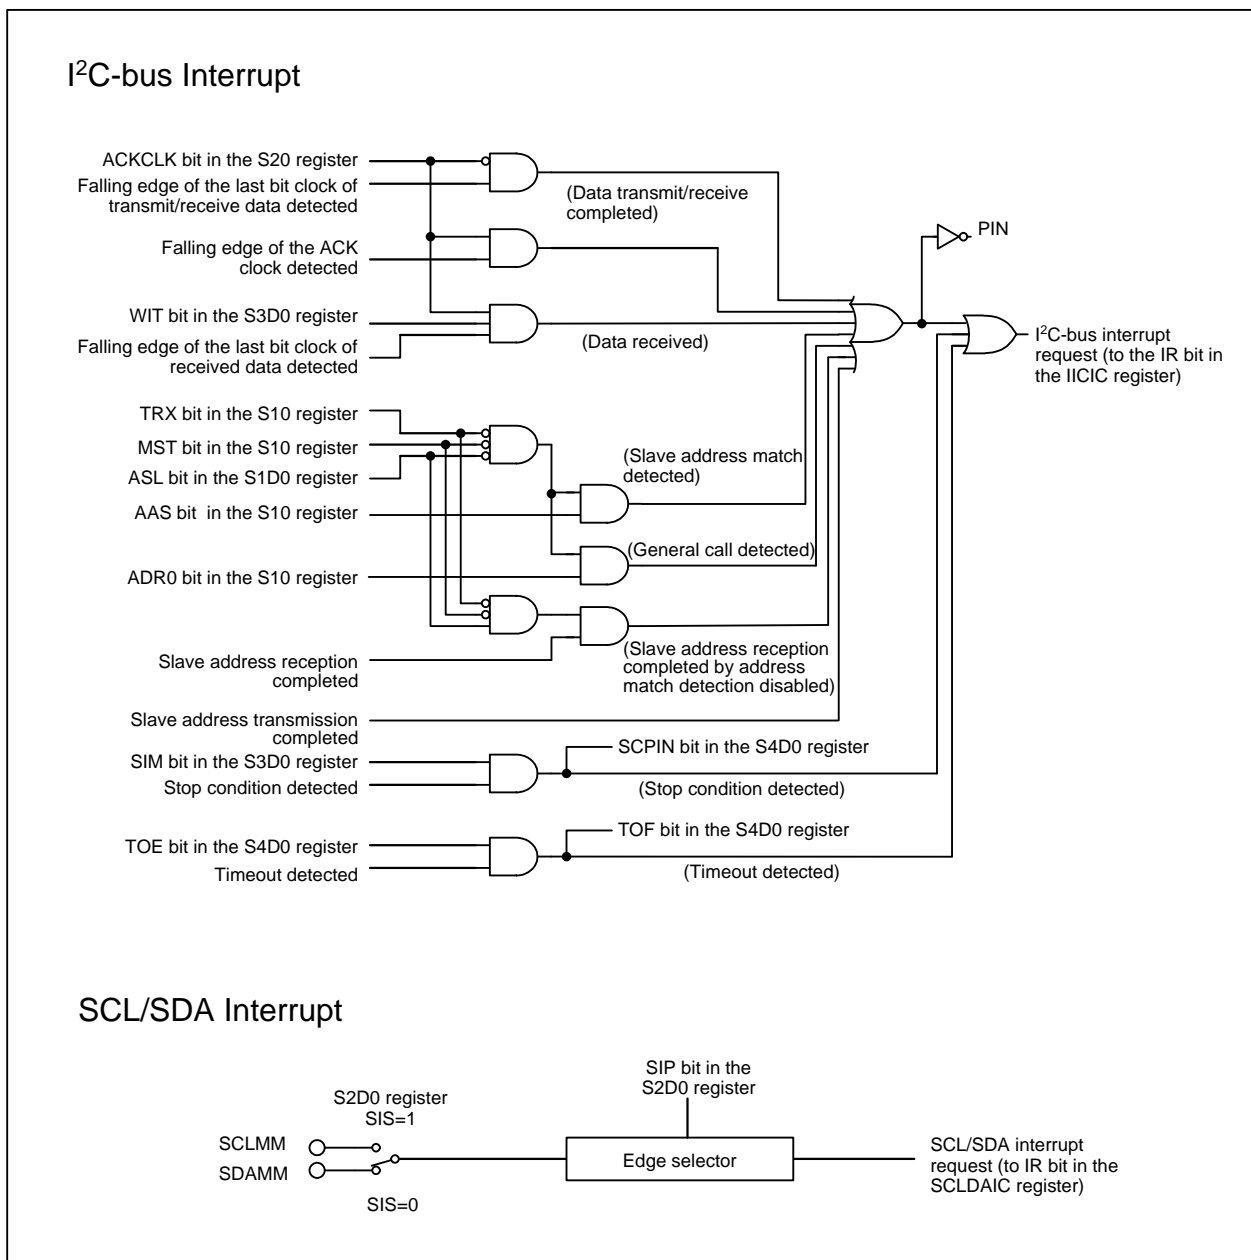 I²C-bus Interrupt
ACKCLK bit in the S20 register
Falling edge of the last bit clock of
transmit/receive data detected
(Data transmit/receive
completed)
PIN
Falling edge of the ACK
clock detected
WIT bit in the S3D0 register
Falling edge of the last bit clock of
received data detected
(Data received)
I²C-bus interrupt
request (to the IR bit in
the IICIC register)
TRX bit in the S10 register
MST bit in the S10 register
ASL bit in the S1D0 register
AAS bit  in the S10 register
(Slave address match
detected)
(General call detected)
ADR0 bit in the S10 register
Slave address reception
completed
(Slave address reception
completed by address
match detection disabled)
Slave address transmission
completed
SIM bit in the S3D0 register
Stop condition detected
SCPIN bit in the S4D0 register
(Stop condition detected)
TOE bit in the S4D0 register
Timeout detected
TOF bit in the S4D0 register
(Timeout detected)
SCL/SDA Interrupt
SIP bit in the
S2D0 register
S2D0 register
SIS=1
SCLMM
SDAMM
SIS=0
Edge selector
SCL/SDA interrupt
request (to IR bit in the
SCLDAIC register)